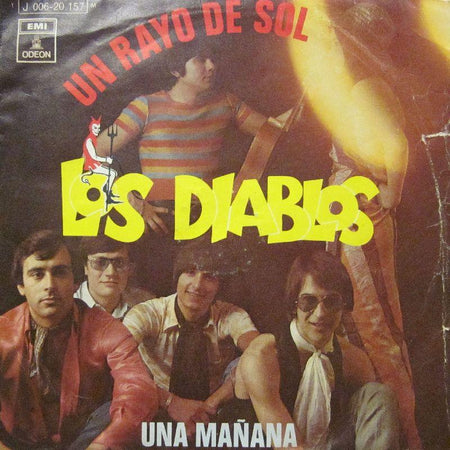 J 006-20.157 M
EMI
ODEON
UN RAYO DE SOL
LOS DIABLOS
UNA MAÑANA